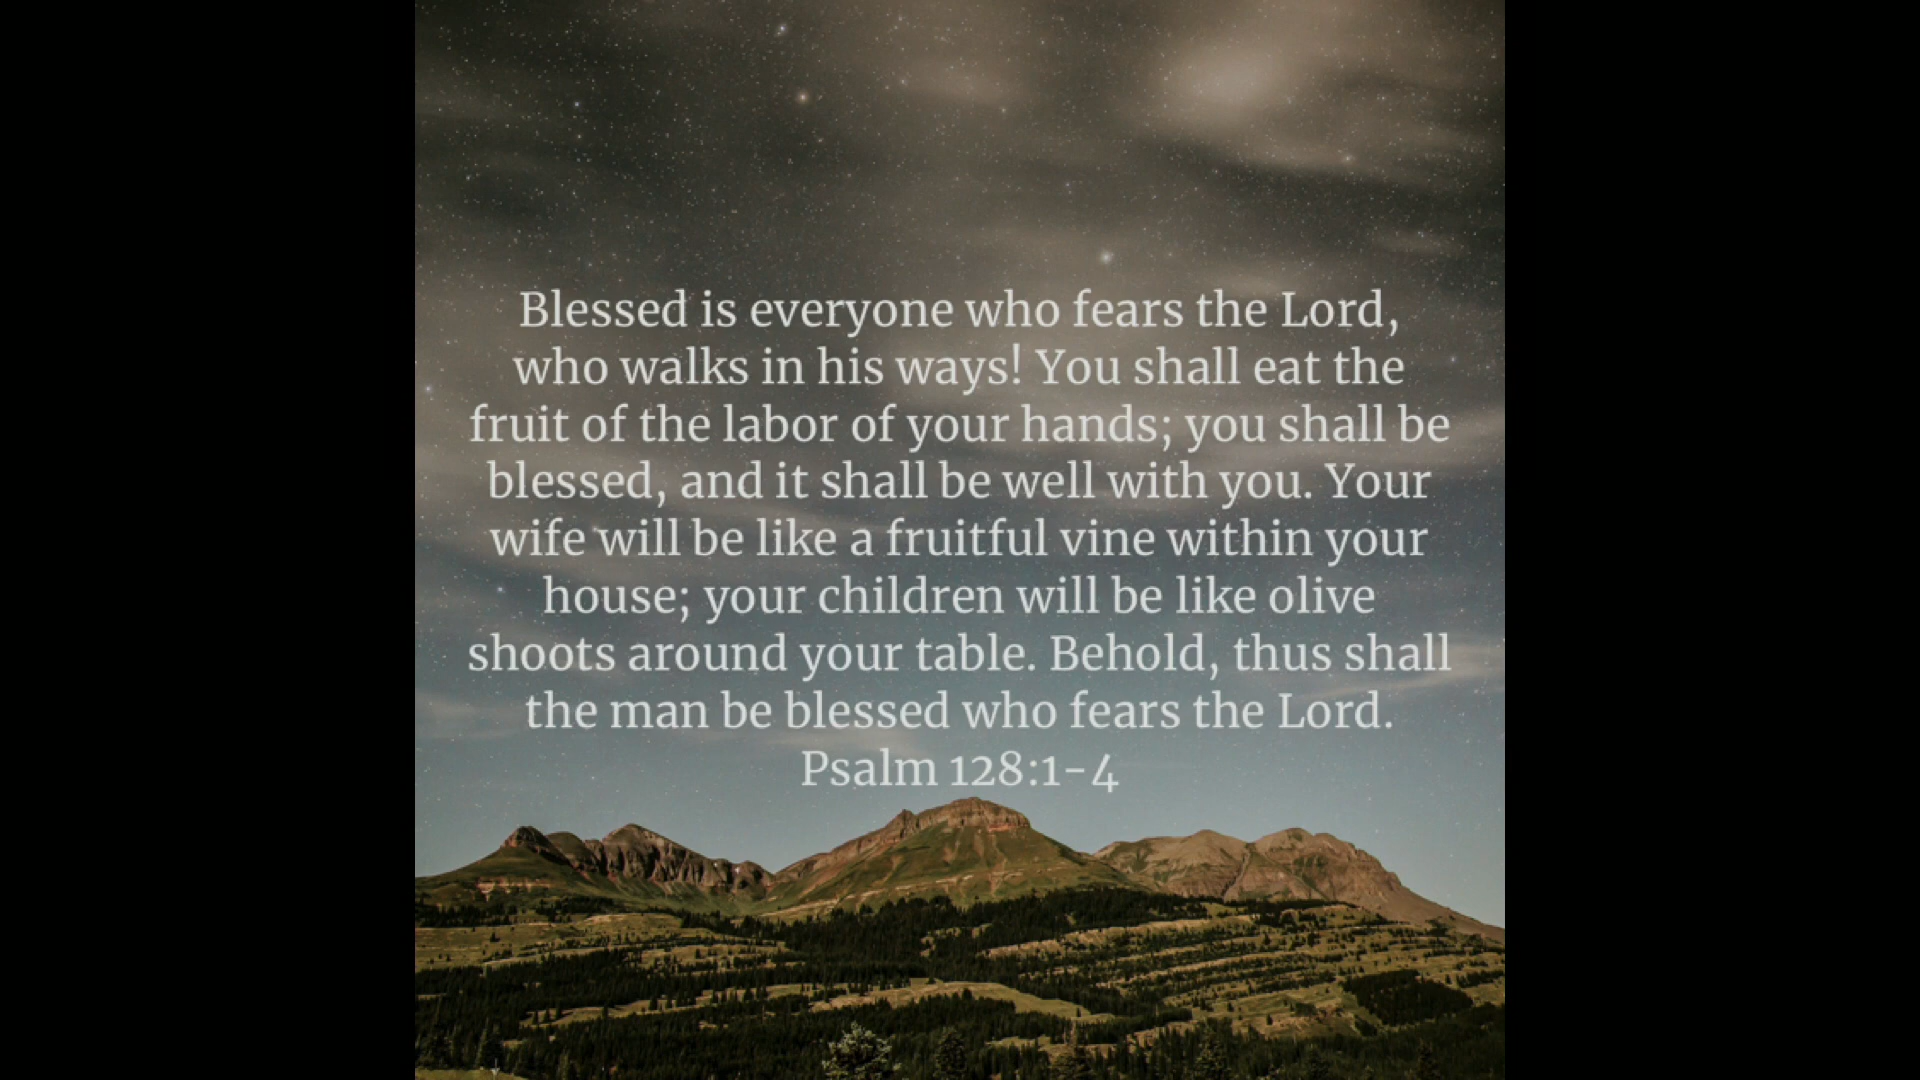 Blessed is everyone who fears the Lord,
who walks in his ways! You shall eat the
fruit of the labor of your hands; you shall be
blessed, and it shall be well with you. Your
wife will be like a fruitful vine within your
house; your children will be like olive
shoots around your table. Behold, thus shall
the man be blessed who fears the Lord.
Psalm 128:1-4